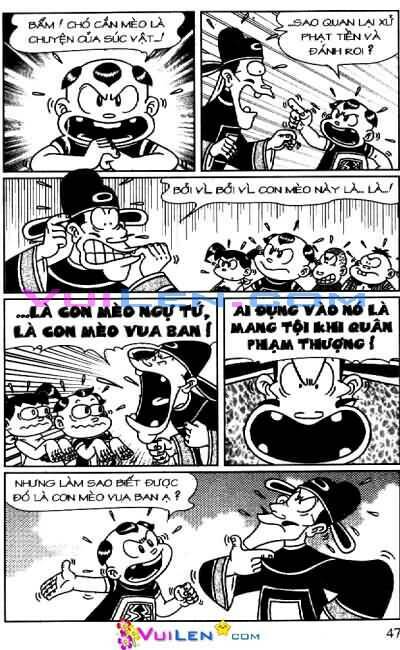 BẨM! CHÓ CẮN MÈO LÀ
CHUYỆN CỦA SÚC VẬT...!
...SAO QUAN LẠI XỬ
PHẠT TIỀN VÀ
ĐÁNH ROI?
BỞI VÌ... BỞI VÌ... CON MÈO NÀY LÀ... LÀ...!
VUILEN.COM
...LÀ CON MÈO NGỰ TỨ,
LÀ CON MÈO VUA BAN!
AI ĐỤNG VÀO NÓ LÀ
MANG TỘI KHI QUÂN
PHẠM THƯỢNG!
NHƯNG LÀM SAO BIẾT ĐƯỢC
ĐÓ LÀ CON MÈO VUA BAN Ạ?
47
VUILEN.COM